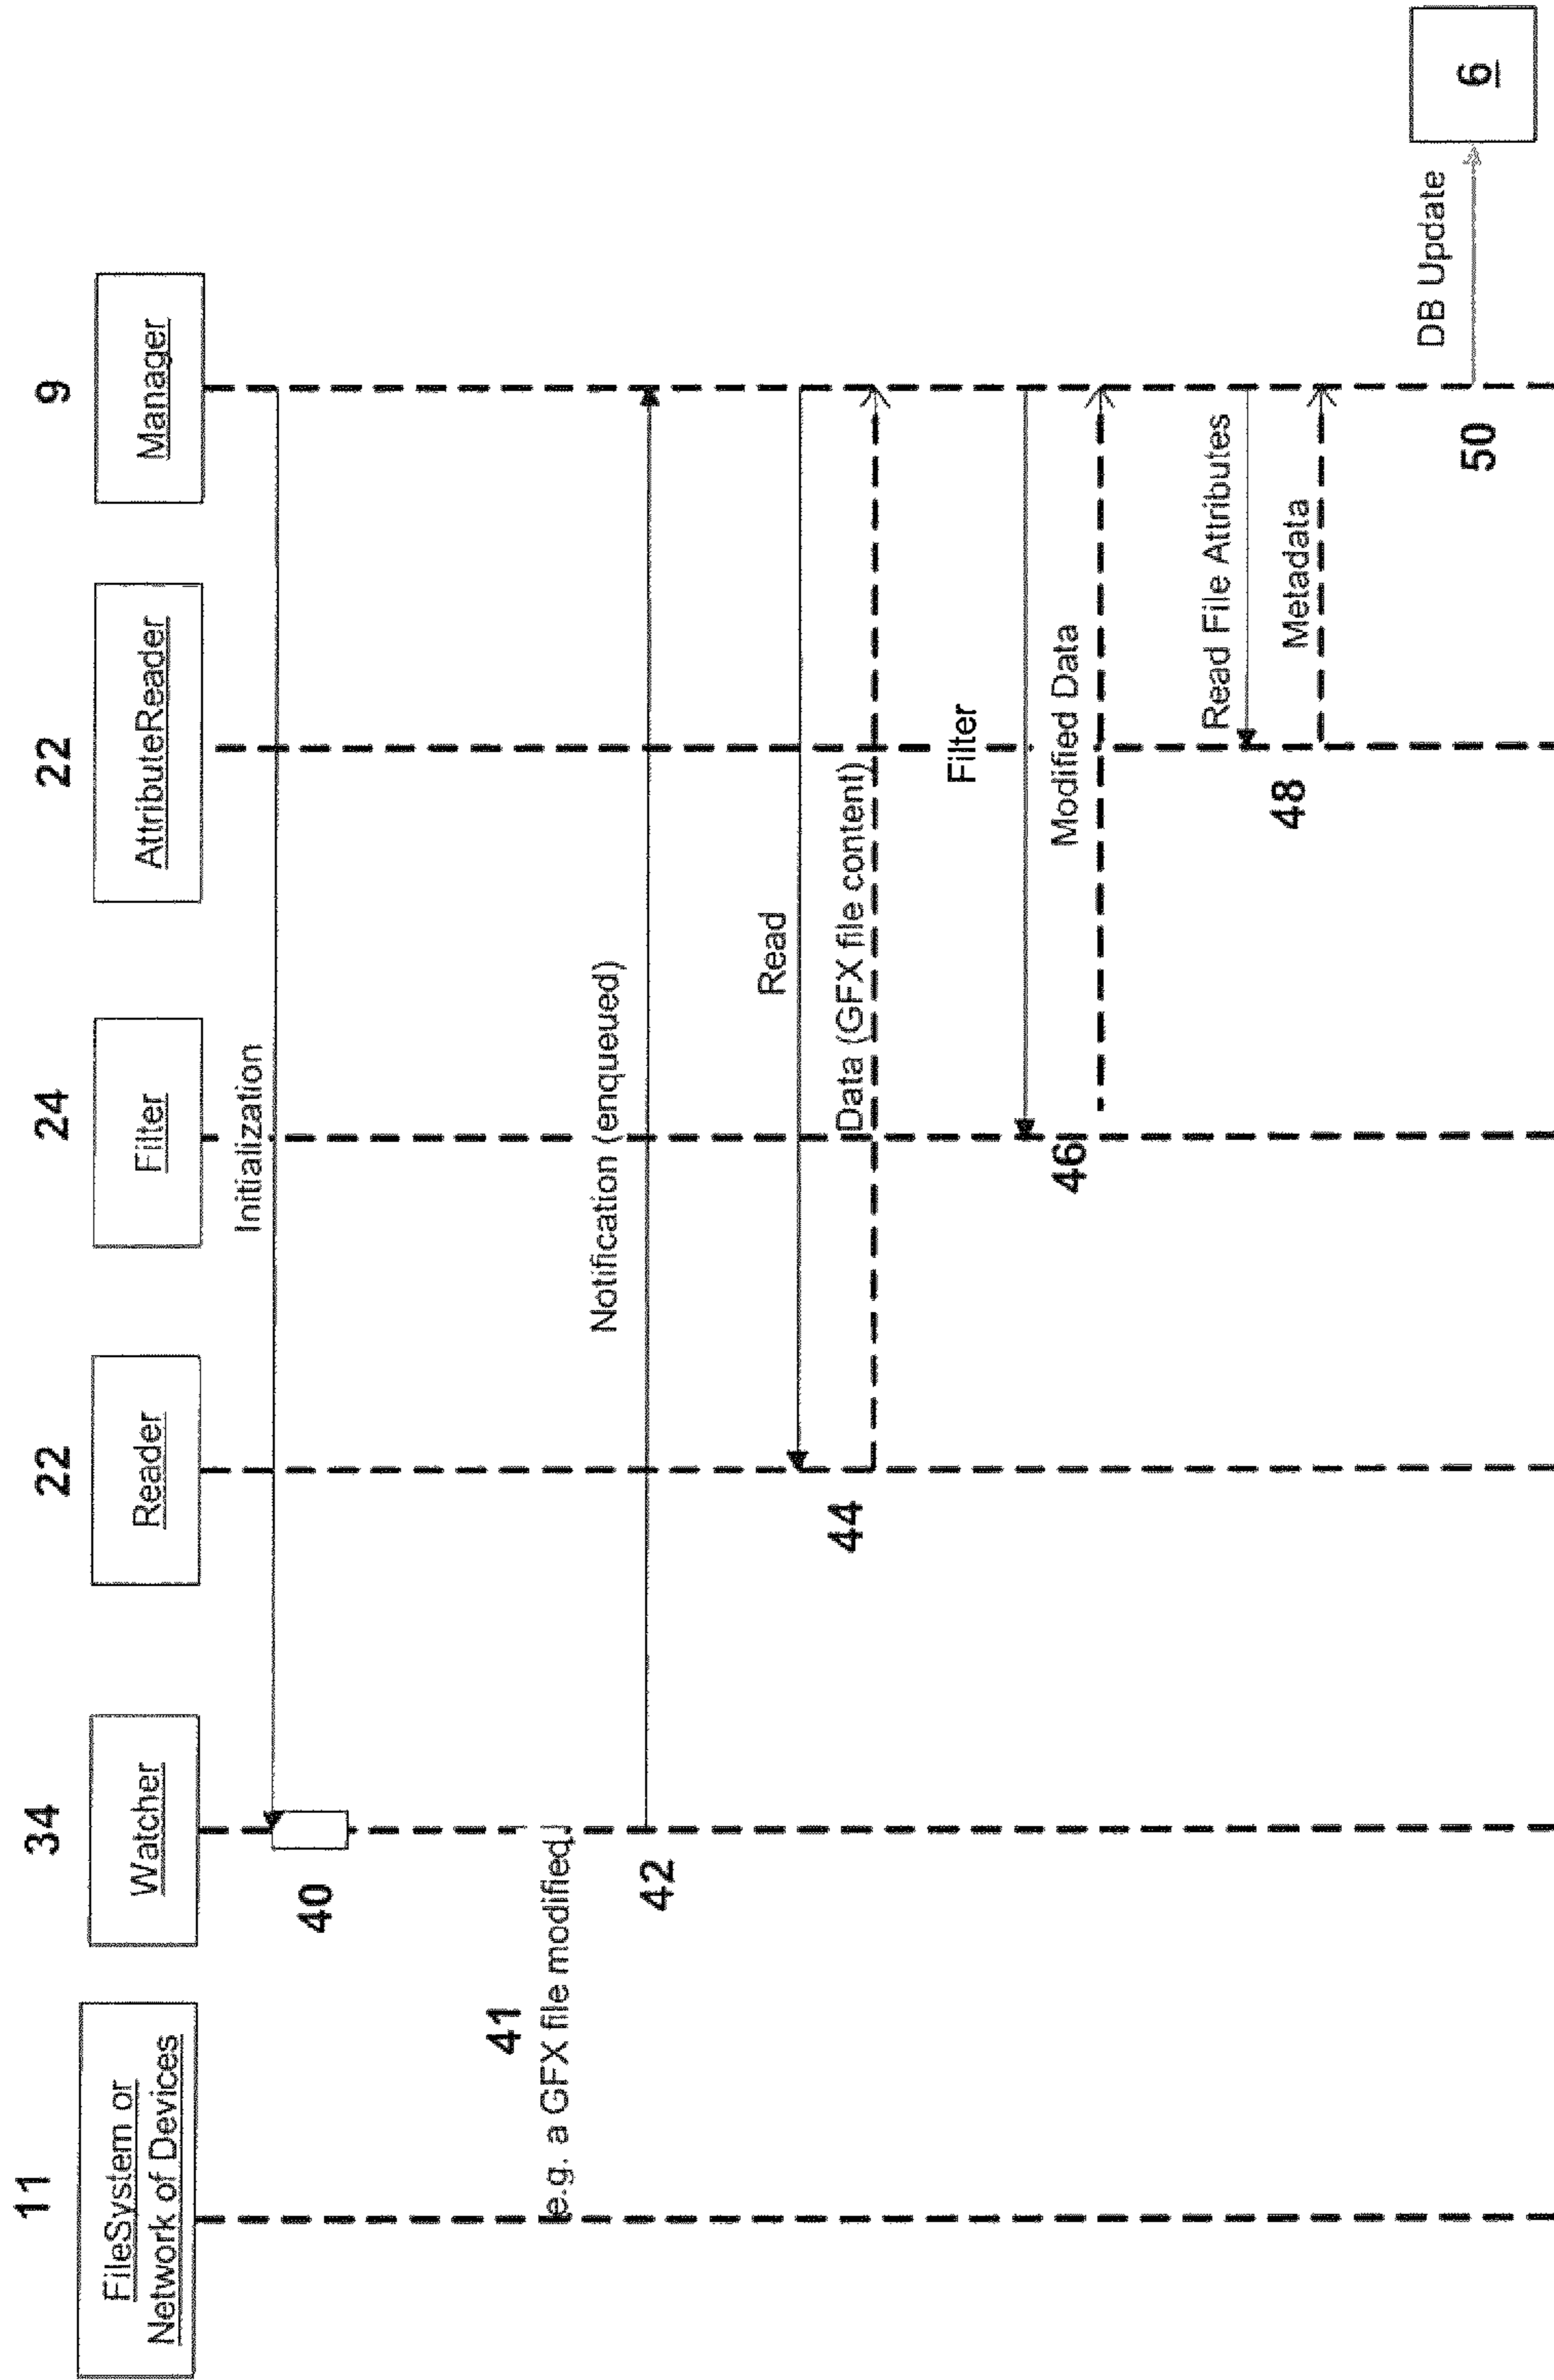 11
34
22
24
22
9
FileSystem or
Network of Devices
Watcher
Reader
Filter
AttributeReader
Manager
Initialization
40
41
e.g. a GFX file modified
Notification (enqueued)
42
Read
Data (GFX file content)
44
Filter
46
Modified Data
Read File Attributes
48
Metadata
DB Update
50
6